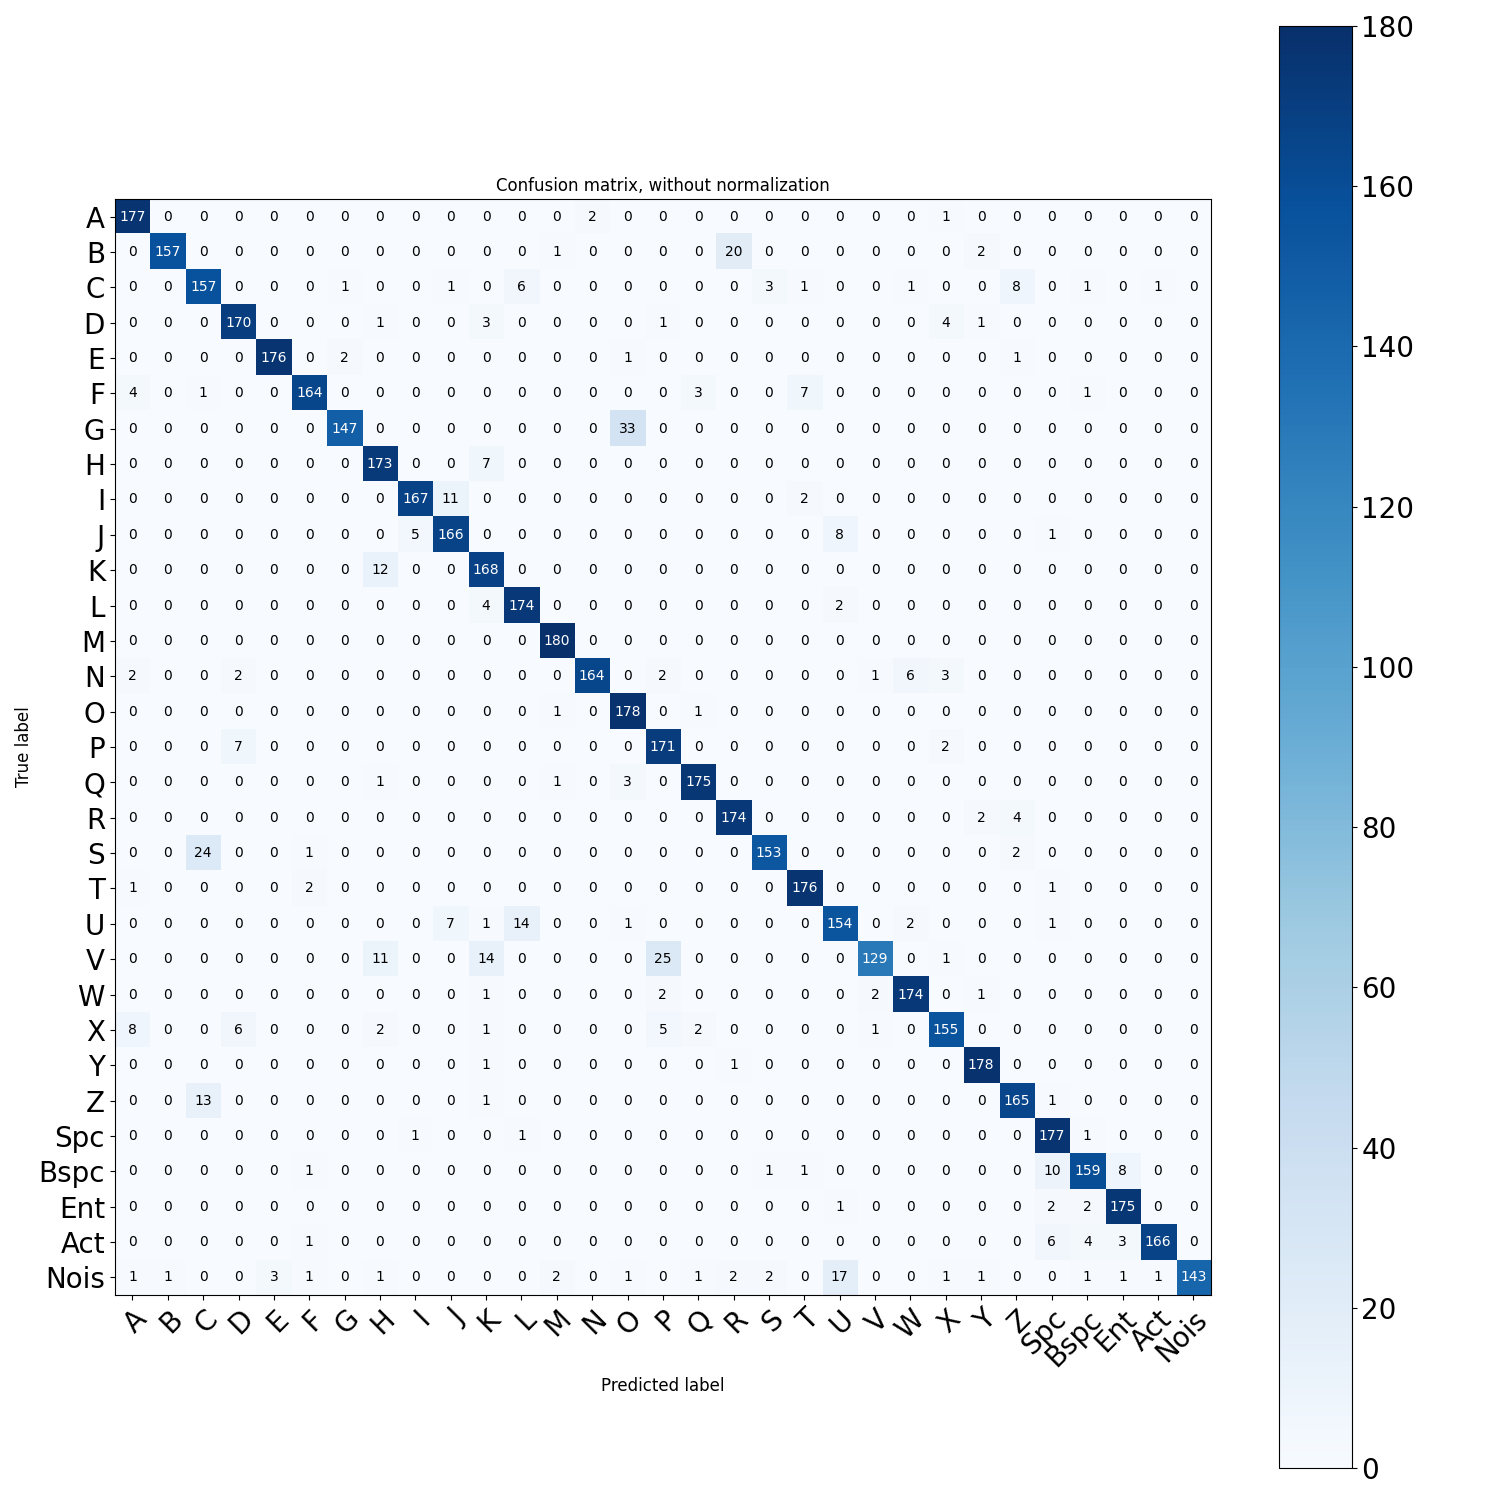 Confusion matrix, without normalization
A 177 0 0 0 0 0 0 0 0 0 0 0 0 2 0 0 0 0 0 0 0 0 0 1 0 0 0 0 0 0 0
B 0 157 0 0 0 0 0 0 0 0 0 0 1 0 0 0 0 20 0 0 0 0 0 0 2 0 0 0 0 0 0
C 0 0 157 0 0 0 1 0 0 1 0 6 0 0 0 0 0 0 3 1 0 0 1 0 0 8 0 1 0 1 0
D 0 0 0 170 0 0 0 1 0 0 3 0 0 0 0 1 0 0 0 0 0 0 0 4 1 0 0 0 0 0 0
E 0 0 0 0 176 0 2 0 0 0 0 0 0 0 1 0 0 0 0 0 0 0 0 0 0 1 0 0 0 0 0
F 4 0 1 0 0 164 0 0 0 0 0 0 0 0 0 0 3 0 0 7 0 0 0 0 0 0 0 1 0 0 0
G 0 0 0 0 0 0 147 0 0 0 0 0 0 0 33 0 0 0 0 0 0 0 0 0 0 0 0 0 0 0 0
H 0 0 0 0 0 0 0 173 0 0 7 0 0 0 0 0 0 0 0 0 0 0 0 0 0 0 0 0 0 0 0
I 0 0 0 0 0 0 0 0 167 11 0 0 0 0 0 0 0 0 0 2 0 0 0 0 0 0 0 0 0 0 0
J 0 0 0 0 0 0 0 0 5 166 0 0 0 0 0 0 0 0 0 0 8 0 0 0 0 0 1 0 0 0 0
K 0 0 0 0 0 0 0 12 0 0 168 0 0 0 0 0 0 0 0 0 0 0 0 0 0 0 0 0 0 0 0
L 0 0 0 0 0 0 0 0 0 0 4 174 0 0 0 0 0 0 0 0 2 0 0 0 0 0 0 0 0 0 0
M 0 0 0 0 0 0 0 0 0 0 0 0 180 0 0 0 0 0 0 0 0 0 0 0 0 0 0 0 0 0 0
N 2 0 0 2 0 0 0 0 0 0 0 0 0 164 0 2 0 0 0 0 0 1 6 3 0 0 0 0 0 0 0
O 0 0 0 0 0 0 0 0 0 0 0 0 1 0 178 0 1 0 0 0 0 0 0 0 0 0 0 0 0 0 0
P 0 0 0 7 0 0 0 0 0 0 0 0 0 0 0 171 0 0 0 0 0 0 0 2 0 0 0 0 0 0 0
Q 0 0 0 0 0 0 0 1 0 0 0 0 1 0 3 0 175 0 0 0 0 0 0 0 0 0 0 0 0 0 0
R 0 0 0 0 0 0 0 0 0 0 0 0 0 0 0 0 0 174 0 0 0 0 0 0 2 4 0 0 0 0 0
S 0 0 24 0 0 1 0 0 0 0 0 0 0 0 0 0 0 0 153 0 0 0 0 0 0 2 0 0 0 0 0
T 1 0 0 0 0 2 0 0 0 0 0 0 0 0 0 0 0 0 0 176 0 0 0 0 0 0 1 0 0 0 0
U 0 0 0 0 0 0 0 0 0 7 1 14 0 0 1 0 0 0 0 0 154 0 2 0 0 0 1 0 0 0 0
V 0 0 0 0 0 0 0 11 0 0 14 0 0 0 0 25 0 0 0 0 0 129 0 1 0 0 0 0 0 0 0
W 0 0 0 0 0 0 0 0 0 0 1 0 0 0 0 2 0 0 0 0 0 2 174 0 1 0 0 0 0 0 0
X 8 0 0 6 0 0 0 2 0 0 1 0 0 0 0 5 2 0 0 0 0 1 0 155 0 0 0 0 0 0 0
Y 0 0 0 0 0 0 0 0 0 0 1 0 0 0 0 0 0 1 0 0 0 0 0 0 178 0 0 0 0 0 0
Z 0 0 13 0 0 0 0 0 0 0 1 0 0 0 0 0 0 0 0 0 0 0 0 0 0 165 1 0 0 0 0
Spc 0 0 0 0 0 0 0 0 1 0 0 1 0 0 0 0 0 0 0 0 0 0 0 0 0 0 177 1 0 0 0
Bspc 0 0 0 0 0 1 0 0 0 0 0 0 0 0 0 0 0 0 1 1 0 0 0 0 0 0 10 159 8 0 0
Ent 0 0 0 0 0 0 0 0 0 0 0 0 0 0 0 0 0 0 0 0 1 0 0 0 0 0 2 2 175 0 0
Act 0 0 0 0 0 1 0 0 0 0 0 0 0 0 0 0 0 0 0 0 0 0 0 0 0 0 6 4 3 166 0
Nois 1 1 0 0 3 1 0 1 0 0 0 0 2 0 1 0 1 2 2 0 17 0 0 1 1 0 0 1 1 1 143
A B C D E F G H I J K L M N O P Q R S T U V W X Y Z Spc Bspc Ent Act Nois
Predicted label
True label
180
160
140
120
100
80
60
40
20
0